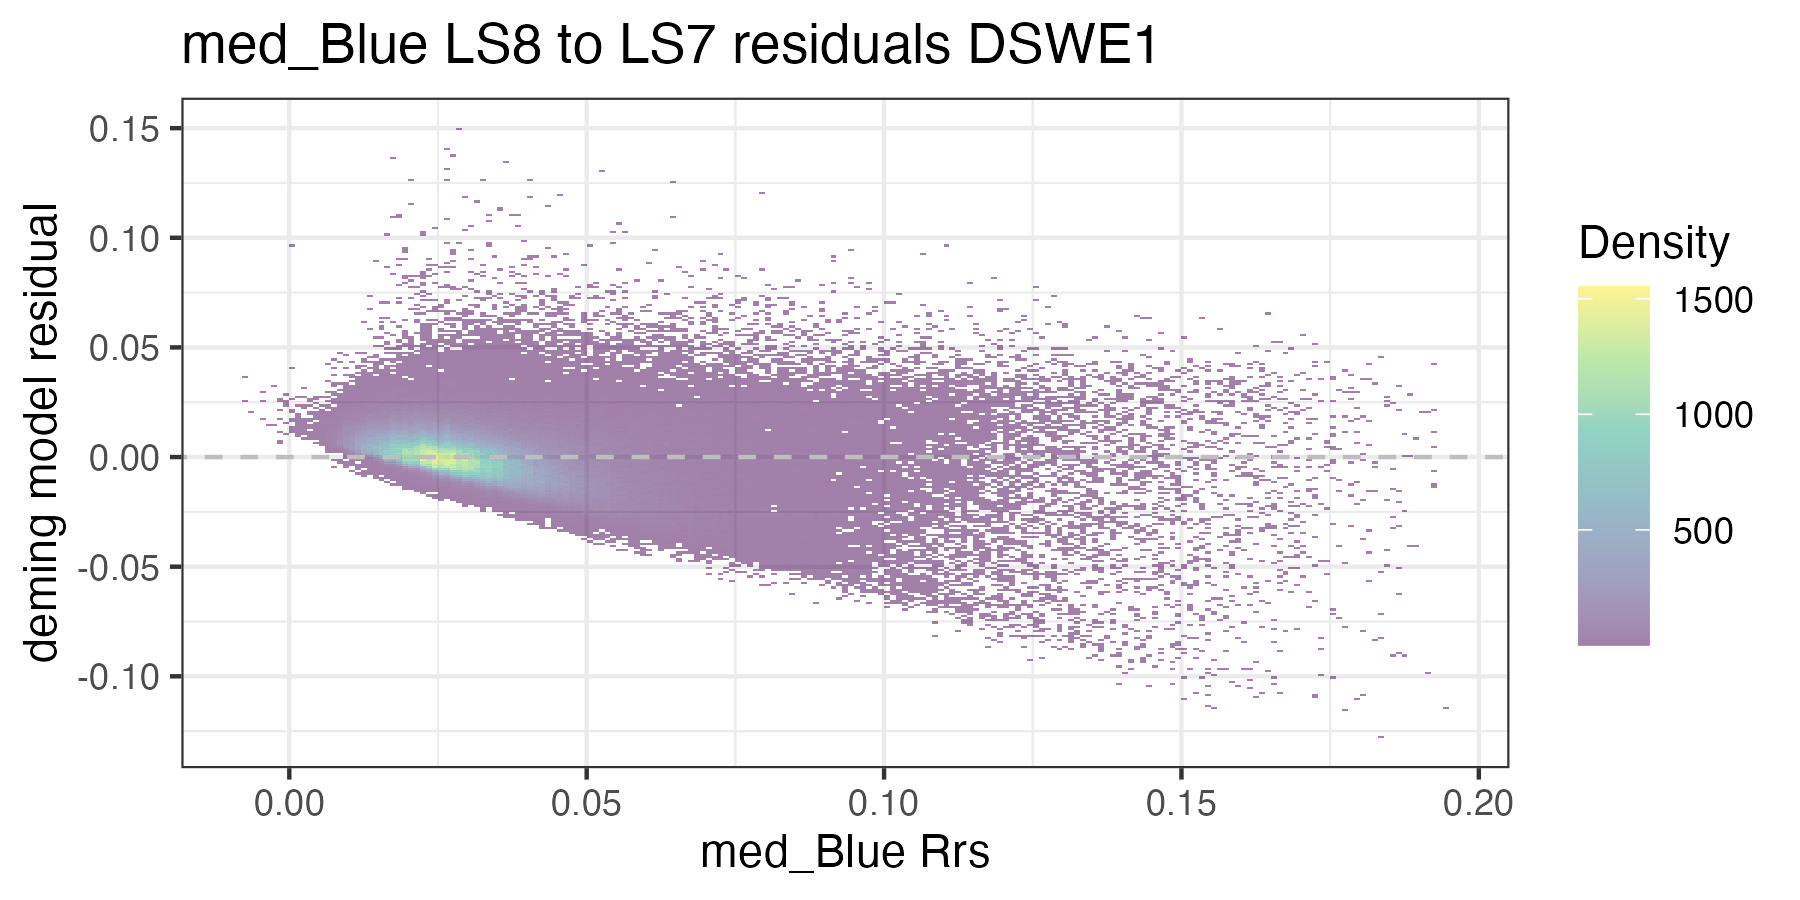 med_Blue LS8 to LS7 residuals DSWE1
deming model residual
0.15
0.10
0.05
0.00
-0.05
-0.10
0.00 0.05 0.10 0.15 0.20
med_Blue Rrs
Density
1500
1000
500